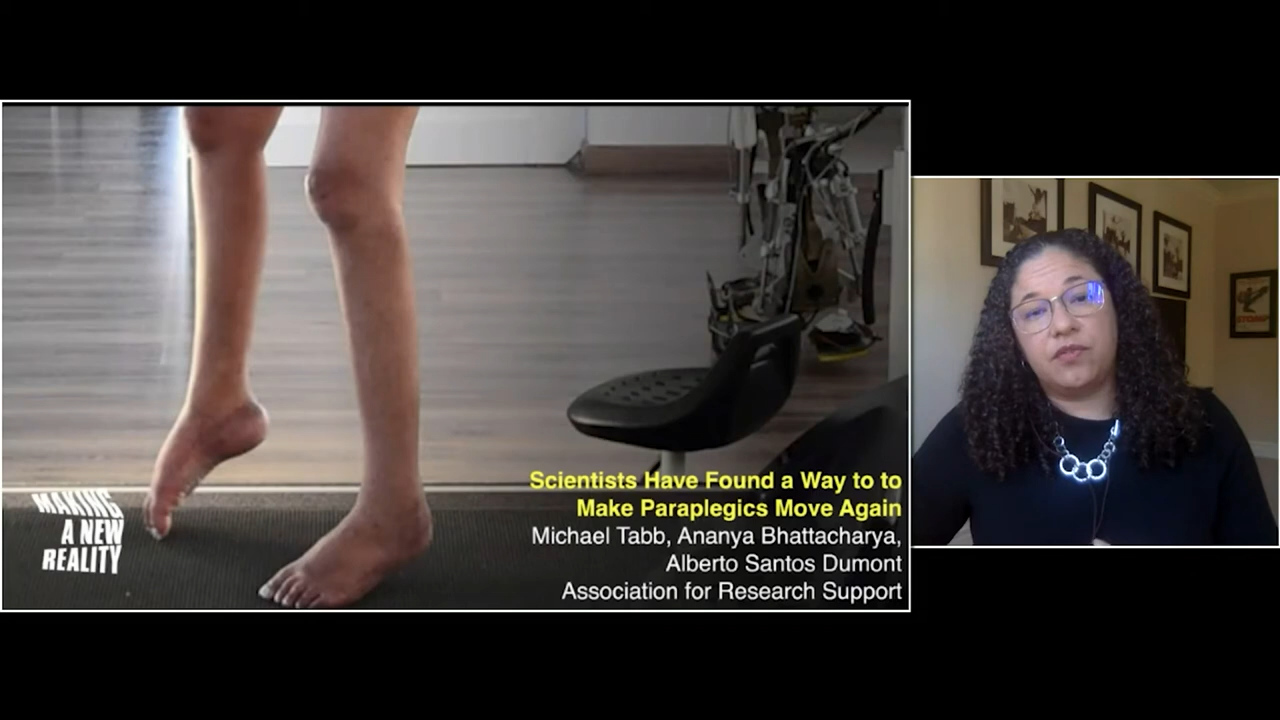 MAKING
A NEW
REALITY
Scientists Have Found a Way to to
Make Paraplegics Move Again
Michael Tabb, Ananya Bhattacharya,
Alberto Santos Dumont
Association for Research Support